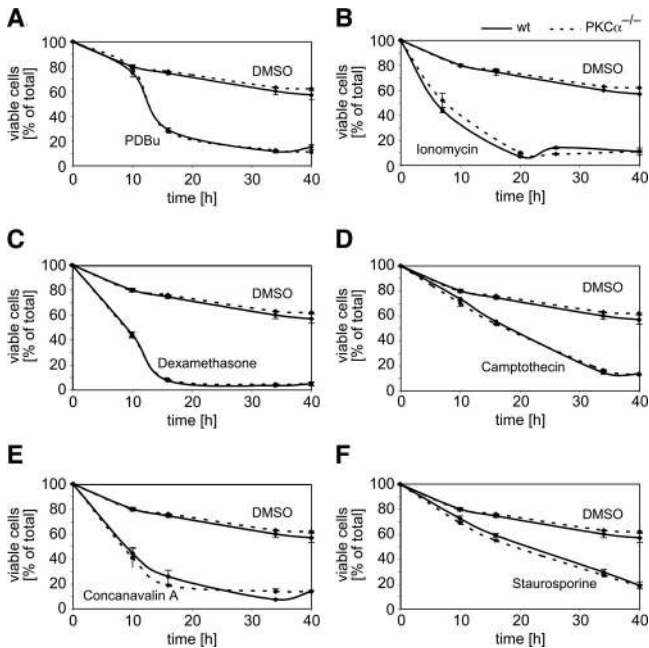 A
B
wt
PKCα−/−
viable cells
[% of total]
100
80
60
40
20
0
DMSO
PDBu
0
10
20
30
40
time [h]
viable cells
[% of total]
100
80
60
40
20
0
DMSO
Ionomycin
0
10
20
30
40
time [h]
C
D
viable cells
[% of total]
100
80
60
40
20
0
DMSO
Dexamethasone
0
10
20
30
40
time [h]
viable cells
[% of total]
100
80
60
40
20
0
DMSO
Camptothecin
0
10
20
30
40
time [h]
E
F
viable cells
[% of total]
100
80
60
40
20
0
DMSO
Concanavalin A
0
10
20
30
40
time [h]
viable cells
[% of total]
100
80
60
40
20
0
DMSO
Staurosporine
0
10
20
30
40
time [h]